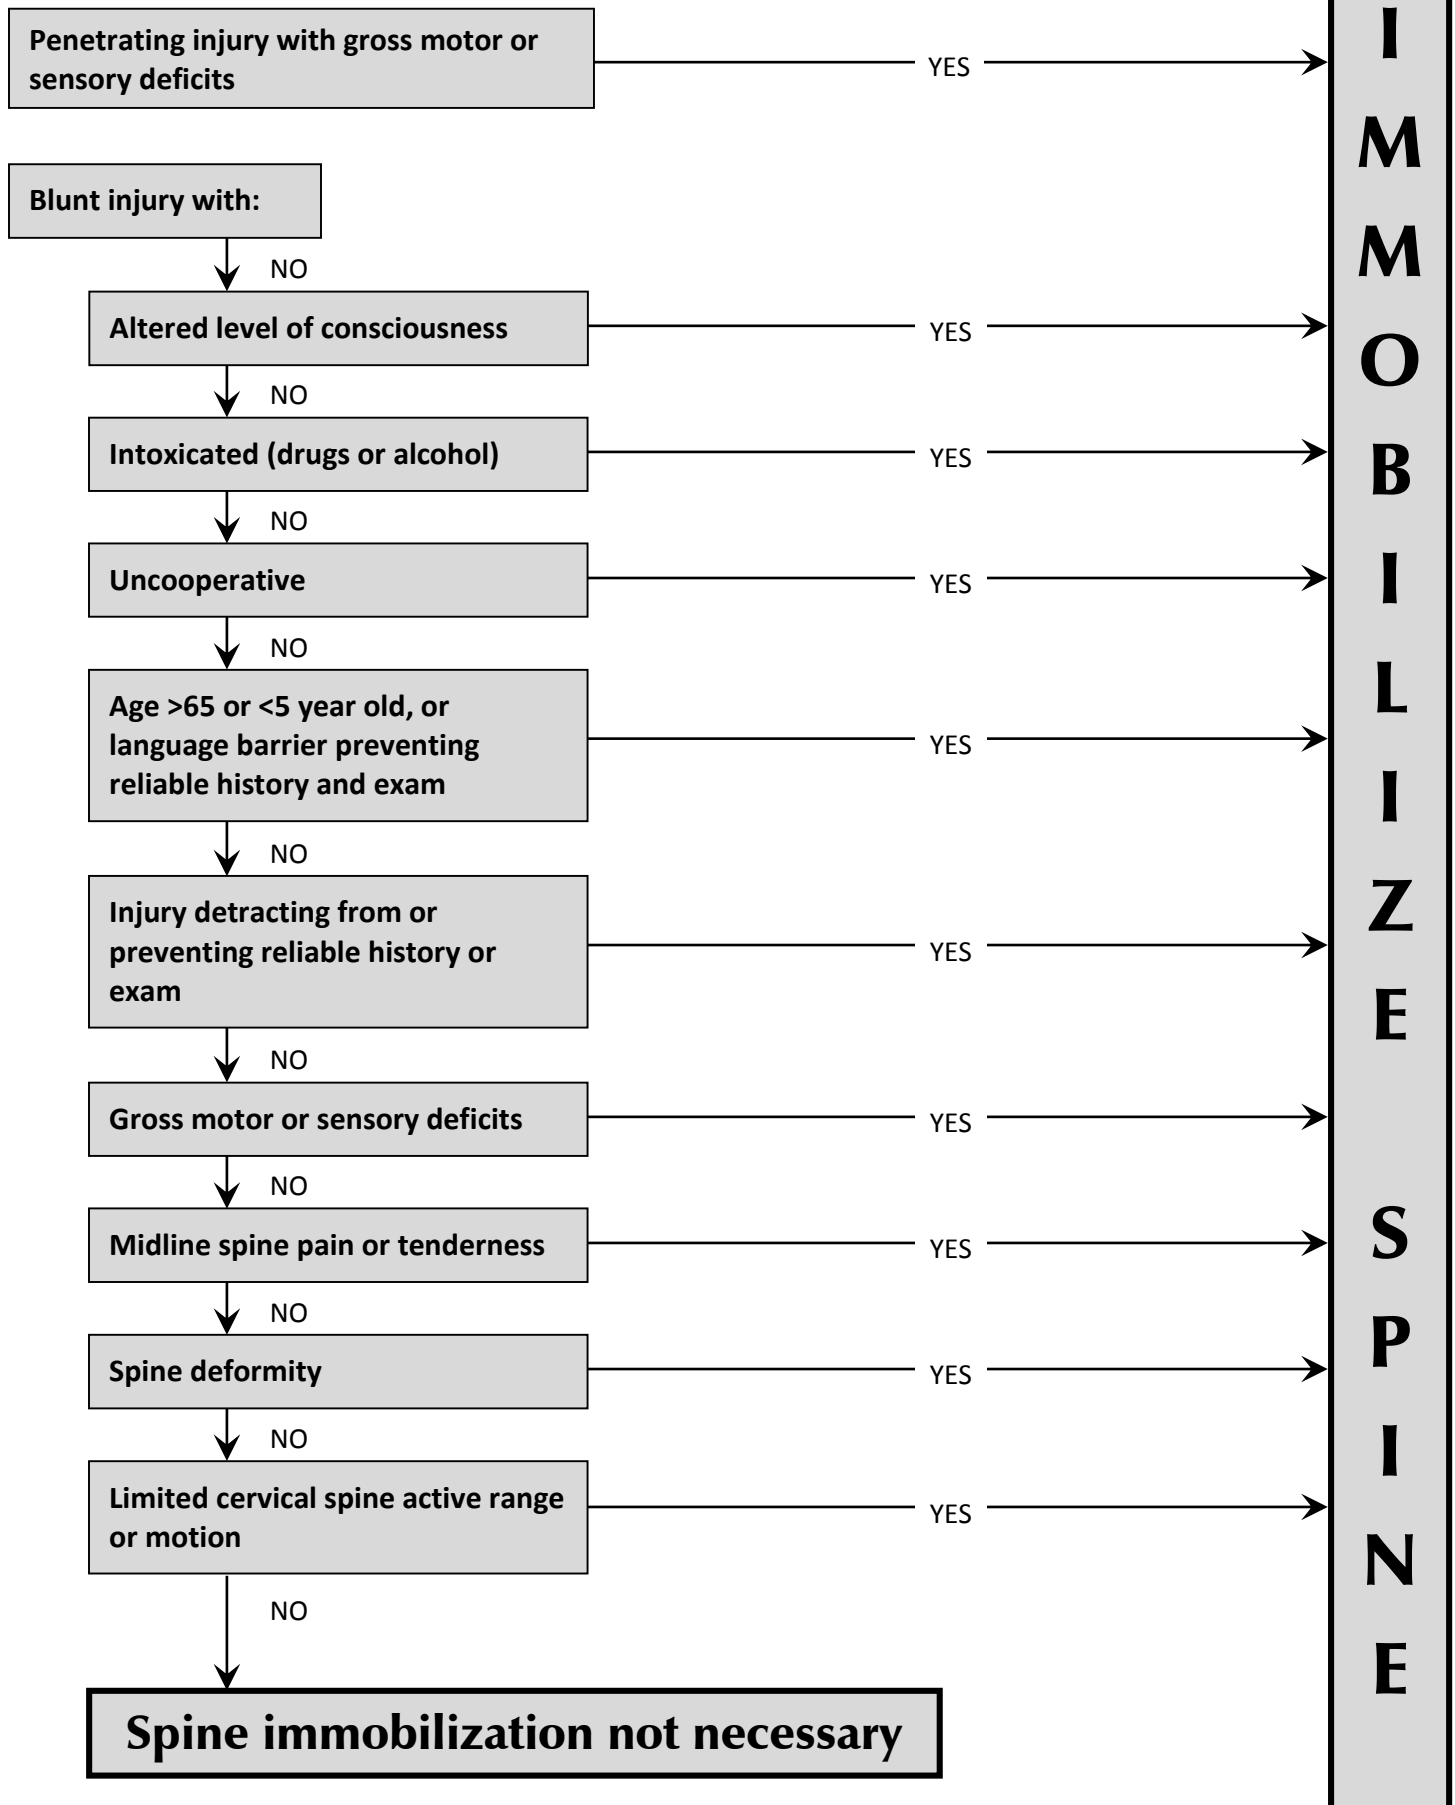 Penetrating injury with gross motor or
sensory deficits
YES
Blunt injury with:
NO
Altered level of consciousness
YES
NO
Intoxicated (drugs or alcohol)
YES
NO
Uncooperative
YES
NO
Age >65 or <5 year old, or
language barrier preventing
reliable history and exam
YES
NO
Injury detracting from or
preventing reliable history or
exam
YES
NO
Gross motor or sensory deficits
YES
NO
Midline spine pain or tenderness
YES
NO
Spine deformity
YES
NO
Limited cervical spine active range
or motion
YES
NO
Spine immobilization not necessary
I
M
M
O
B
I
L
I
Z
E
S
P
I
N
E